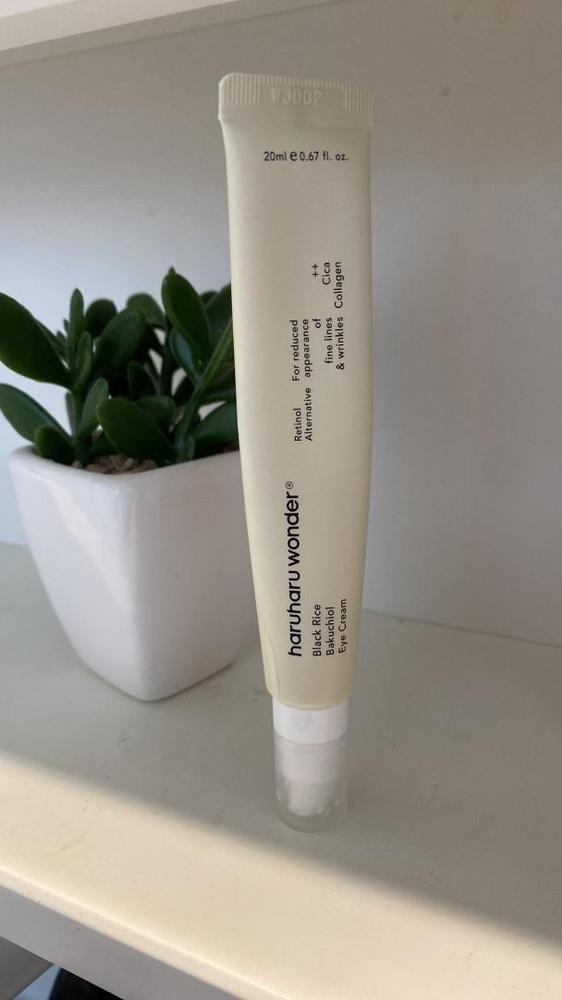 WJ002
20ml e 0.67 fl. oz.
haruharu wonder®
Black Rice
Bakuchiol
Eye Cream
Retinol
Alternative
For reduced
appearance
of
fine lines
& wrinkles
++
Cica
Collagen